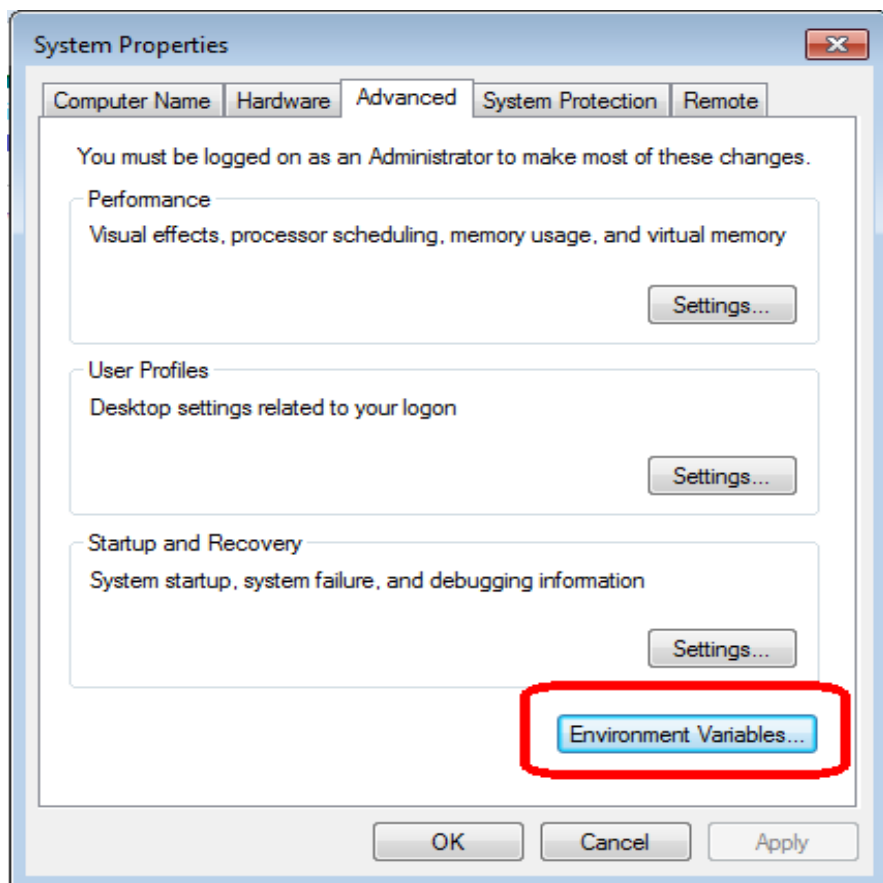 System Properties
Computer Name Hardware Advanced System Protection Remote
You must be logged on as an Administrator to make most of these changes.
Performance
Visual effects, processor scheduling, memory usage, and virtual memory
Settings...
User Profiles
Desktop settings related to your logon
Settings...
Startup and Recovery
System startup, system failure, and debugging information
Settings...
Environment Variables...
OK Cancel Apply